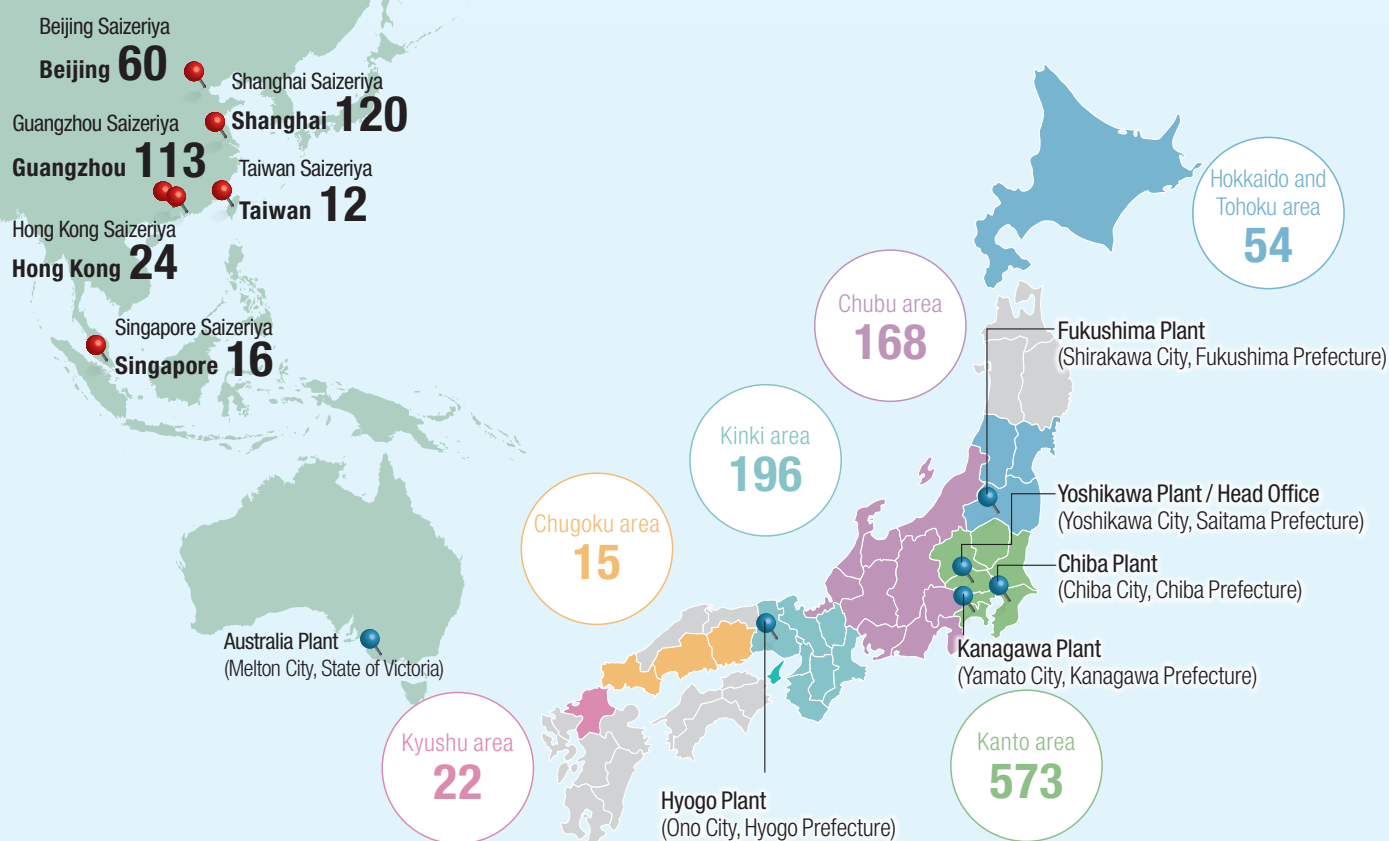 Beijing Saizeriya
Beijing 60
Shanghai Saizeriya
Shanghai 120
Guangzhou Saizeriya
Guangzhou 113
Taiwan Saizeriya
Taiwan 12
Hong Kong Saizeriya
Hong Kong 24
Singapore Saizeriya
Singapore 16
Australia Plant
(Melton City, State of Victoria)
Hokkaido and
Tohoku area
54
Chubu area
168
Kinki area
196
Chugoku area
15
Kyushu area
22
Kanto area
573
Fukushima Plant
(Shirakawa City, Fukushima Prefecture)
Yoshikawa Plant / Head Office
(Yoshikawa City, Saitama Prefecture)
Chiba Plant
(Chiba City, Chiba Prefecture)
Kanagawa Plant
(Yamato City, Kanagawa Prefecture)
Hyogo Plant
(Ono City, Hyogo Prefecture)